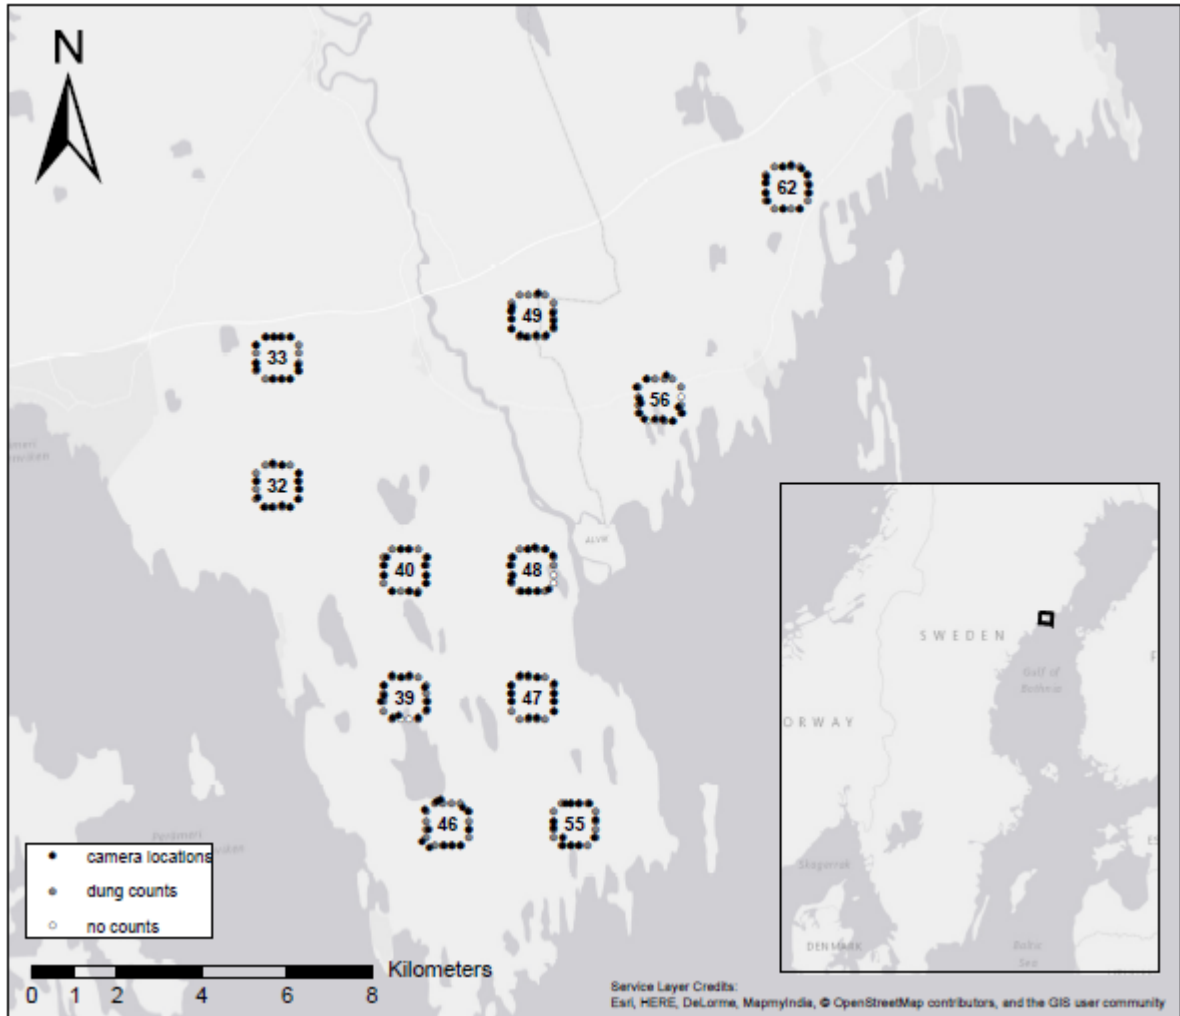 N
62
49
33
56
32
ALVIK
40
48
39
47
46
55
SWEDEN
Gulf of
Bothnia
ORWAY
Skagerrak
DENMARK
Baltic
Sea
camera locations
dung counts
no counts
Kilometers
0 1 2 4 6 8
Service Layer Credits:
Esri, HERE, DeLorme, MapmyIndia, © OpenStreetMap contributors, and the GIS user community